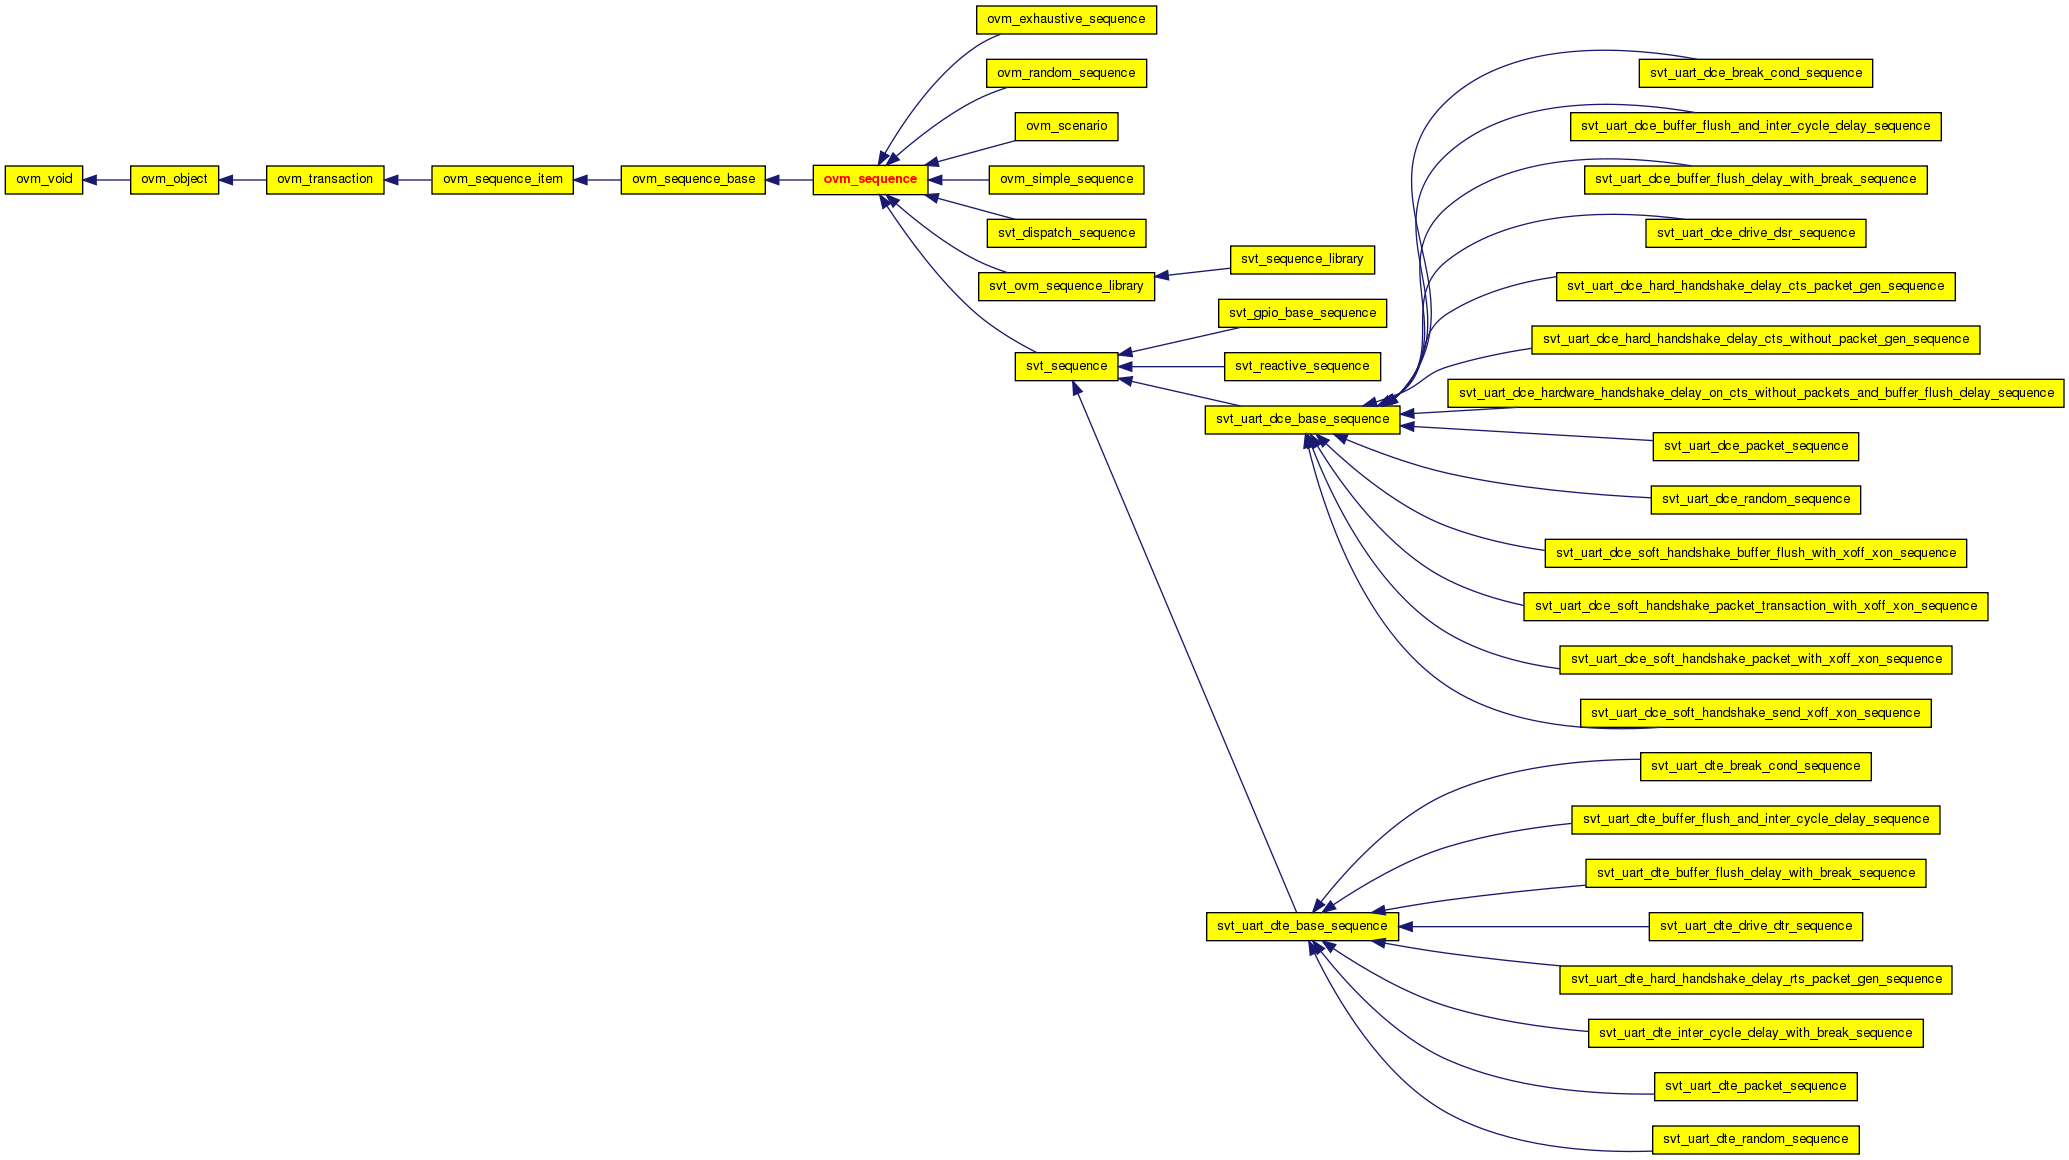 ovm_void
ovm_object
ovm_transaction
ovm_sequence_item
ovm_sequence_base
ovm_sequence
ovm_exhaustive_sequence
ovm_random_sequence
ovm_scenario
ovm_simple_sequence
svt_dispatch_sequence
svt_ovm_sequence_library
svt_sequence
svt_sequence_library
svt_gpio_base_sequence
svt_reactive_sequence
svt_uart_dce_base_sequence
svt_uart_dte_base_sequence
svt_uart_dce_break_cond_sequence
svt_uart_dce_buffer_flush_and_inter_cycle_delay_sequence
svt_uart_dce_buffer_flush_delay_with_break_sequence
svt_uart_dce_drive_dsr_sequence
svt_uart_dce_hard_handshake_delay_cts_packet_gen_sequence
svt_uart_dce_hard_handshake_delay_cts_without_packet_gen_sequence
svt_uart_dce_hardware_handshake_delay_on_cts_without_packets_and_buffer_flush_delay_sequence
svt_uart_dce_packet_sequence
svt_uart_dce_random_sequence
svt_uart_dce_soft_handshake_buffer_flush_with_xoff_xon_sequence
svt_uart_dce_soft_handshake_packet_transaction_with_xoff_xon_sequence
svt_uart_dce_soft_handshake_packet_with_xoff_xon_sequence
svt_uart_dce_soft_handshake_send_xoff_xon_sequence
svt_uart_dte_break_cond_sequence
svt_uart_dte_buffer_flush_and_inter_cycle_delay_sequence
svt_uart_dte_buffer_flush_delay_with_break_sequence
svt_uart_dte_drive_dtr_sequence
svt_uart_dte_hard_handshake_delay_rts_packet_gen_sequence
svt_uart_dte_inter_cycle_delay_with_break_sequence
svt_uart_dte_packet_sequence
svt_uart_dte_random_sequence